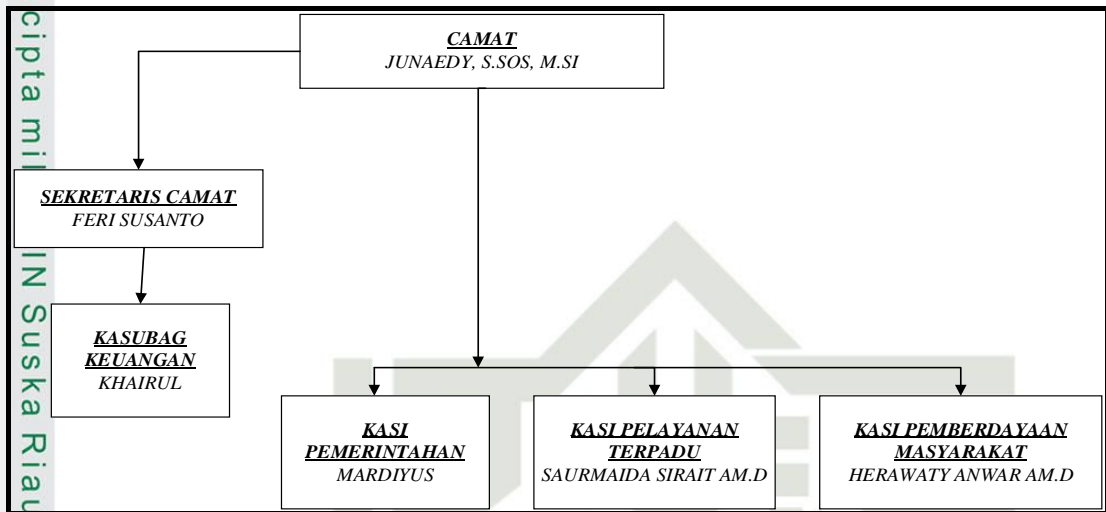 CAMAT
JUNAEDY, S.SOS, M.SI
SEKRETARIS CAMAT
FERI SUSANTO
KASUBAG
KEUANGAN
KHAIRUL
KASI
PEMERINTAHAN
MARDIYUS
KASI PELAYANAN
TERPADU
SAURMAIDA SIRAIT AM.D
KASI PEMBERDAYAAN
MASYARAKAT
HERAWATY ANWAR AM.D
cipta mil
IN Suska Riau